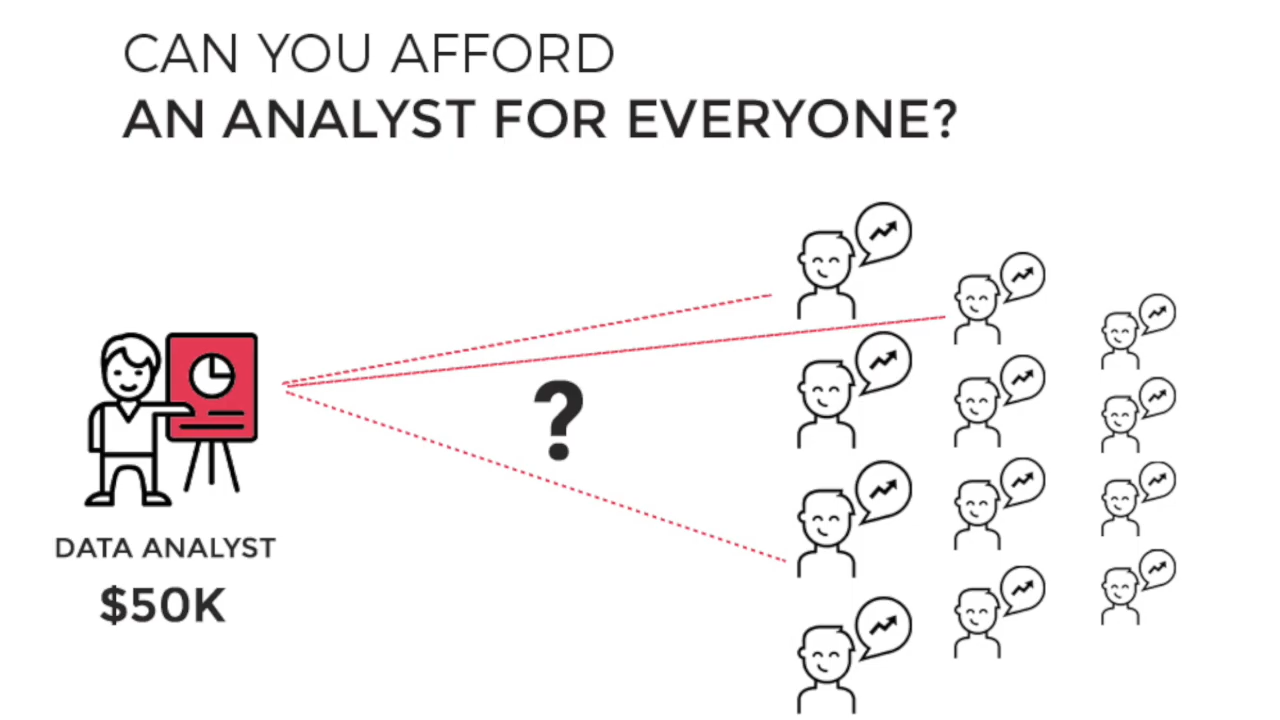 CAN YOU AFFORD
AN ANALYST FOR EVERYONE?
?
DATA ANALYST
$50K